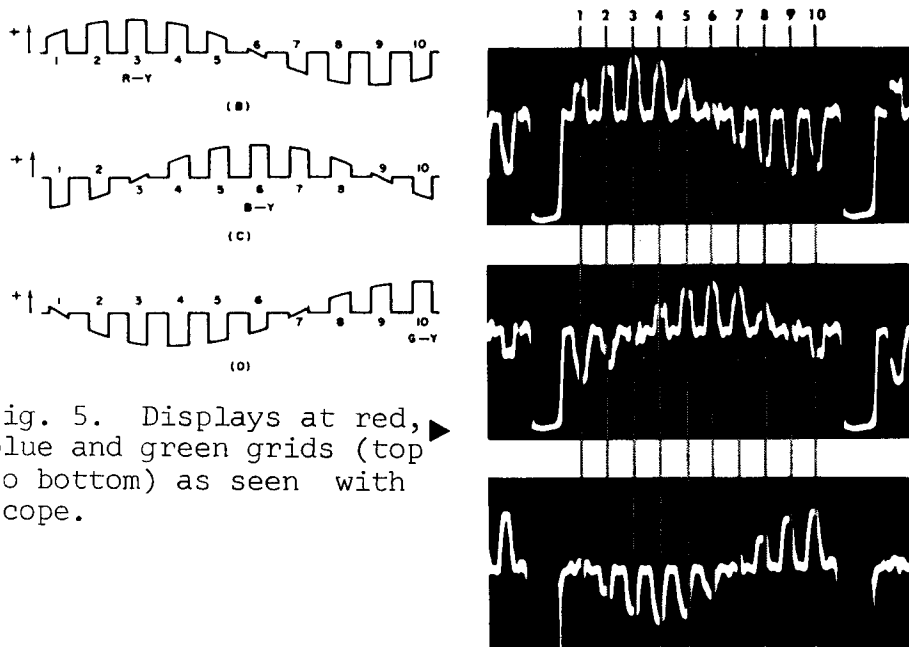 + 1 2 3 4 5 6 7 8 9 10
R-Y
(B)
+ 1 2 3 4 5 6 7 8 9 10
B-Y
(C)
+ 1 2 3 4 5 6 7 8 9 10
G-Y
(D)
ig. 5. Displays at red,
lue and green grids (top
o bottom) as seen with
cope.
1 2 3 4 5 6 7 8 9 10